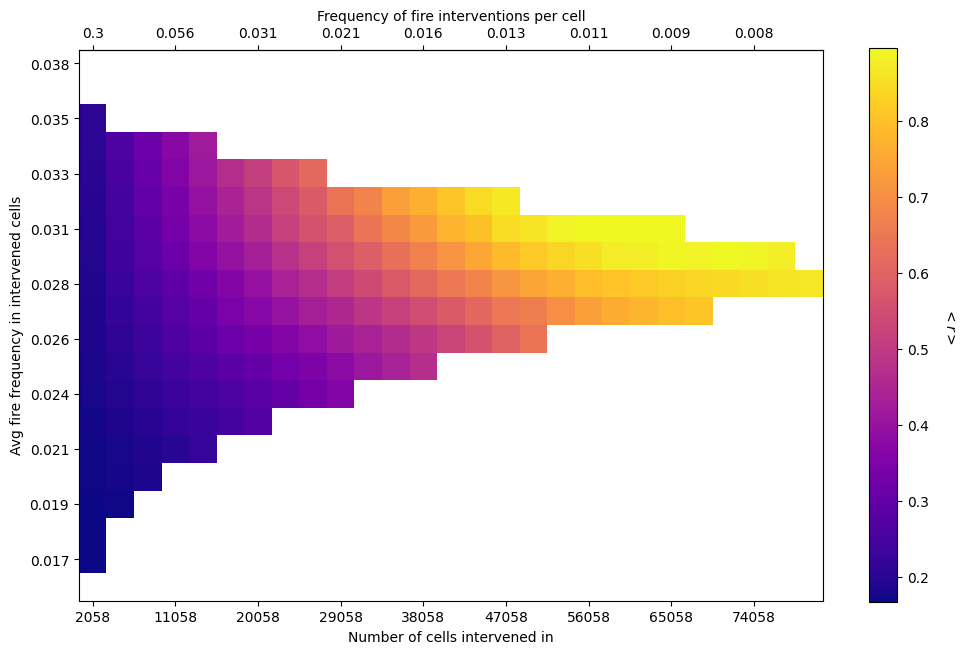 Frequency of fire interventions per cell
0.3 0.056 0.031 0.021 0.016 0.013 0.011 0.009 0.008
Avg fire frequency in intervened cells
0.038
0.035
0.033
0.031
0.028
0.026
0.024
0.021
0.019
0.017
2058 11058 20058 29058 38058 47058 56058 65058 74058
Number of cells intervened in
0.8
0.7
0.6
0.5
0.4
0.3
0.2
< r >